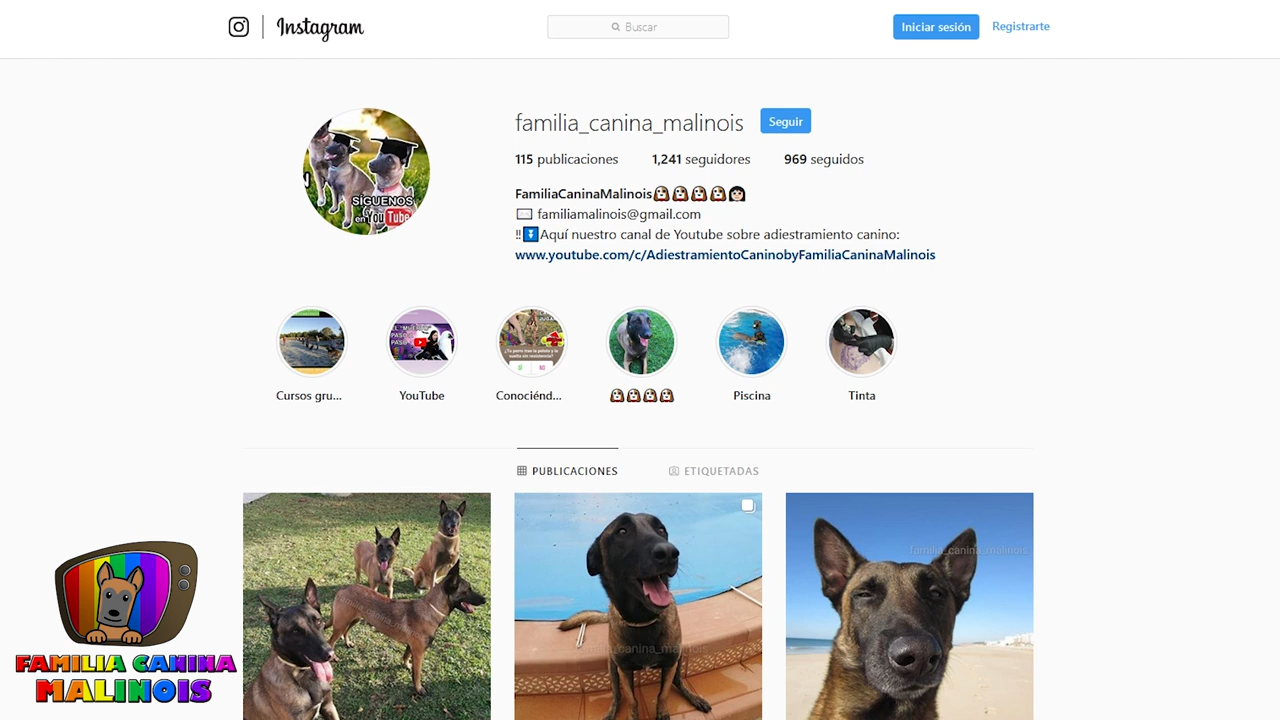 Instagram
Buscar
Iniciar sesión
Registrarte
familia_canina_malinois
Seguir
115 publicaciones
1,241 seguidores
969 seguidos
FamiliaCaninaMalinois
familiamalinois@gmail.com
!!Aquí nuestro canal de Youtube sobre adiestramiento canino:
www.youtube.com/c/AdiestramientoCaninobyFamiliaCaninaMalinois
SÍGUENOS
en YouTube
Cursos gru...
YouTube
Conociénd...
Piscina
Tinta
PUBLICACIONES
ETIQUETADAS
familia_canina_malinois
FAMILIA CANINA
MALINOIS